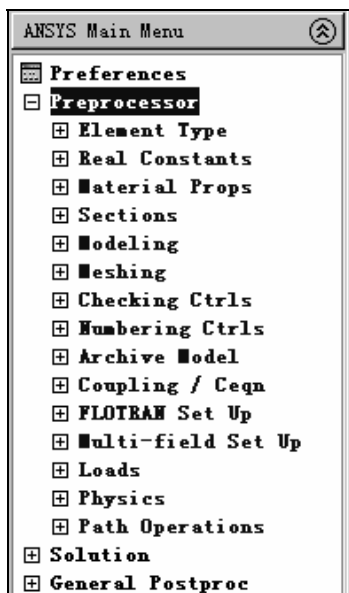 ANSYS Main Menu
Preferences
Preprocessor
Element Type
Real Constants
Material Props
Sections
Modeling
Meshing
Checking Ctrls
Numbering Ctrls
Archive Model
Coupling / Ceqn
FLOTRAN Set Up
Multi-field Set Up
Loads
Physics
Path Operations
Solution
General Postproc